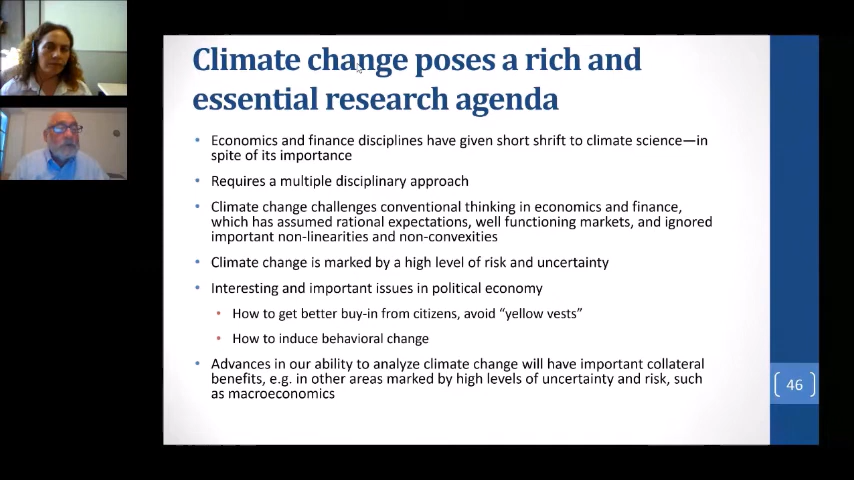 Climate change poses a rich and
essential research agenda
• Economics and finance disciplines have given short shrift to climate science—in
spite of its importance
• Requires a multiple disciplinary approach
• Climate change challenges conventional thinking in economics and finance,
which has assumed rational expectations, well functioning markets, and ignored
important non-linearities and non-convexities
• Climate change is marked by a high level of risk and uncertainty
• Interesting and important issues in political economy
• How to get better buy-in from citizens, avoid “yellow vests”
• How to induce behavioral change
• Advances in our ability to analyze climate change will have important collateral
benefits, e.g. in other areas marked by high levels of uncertainty and risk, such
as macroeconomics
46